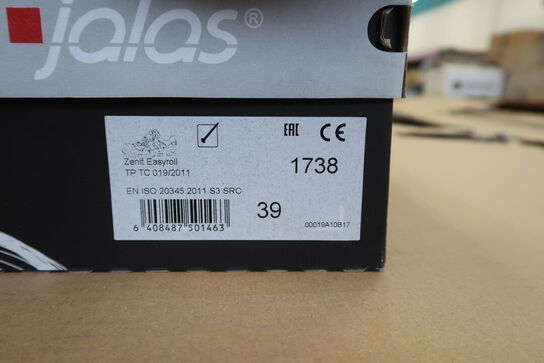 jalas®
EAC CE
Zenit Easyroll
TP TC 019/2011
1738
EN ISO 20345:2011 S3 SRC
39
6 408487 501463
00019A10B17